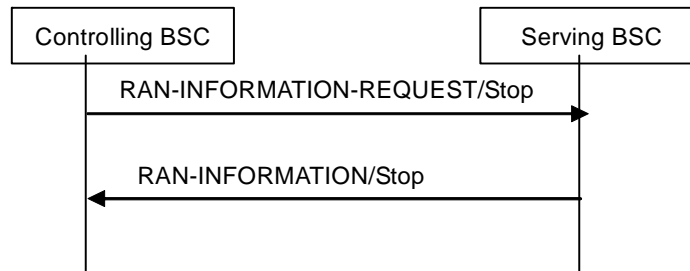 Controlling BSC
Serving BSC
RAN-INFORMATION-REQUEST/Stop
RAN-INFORMATION/Stop